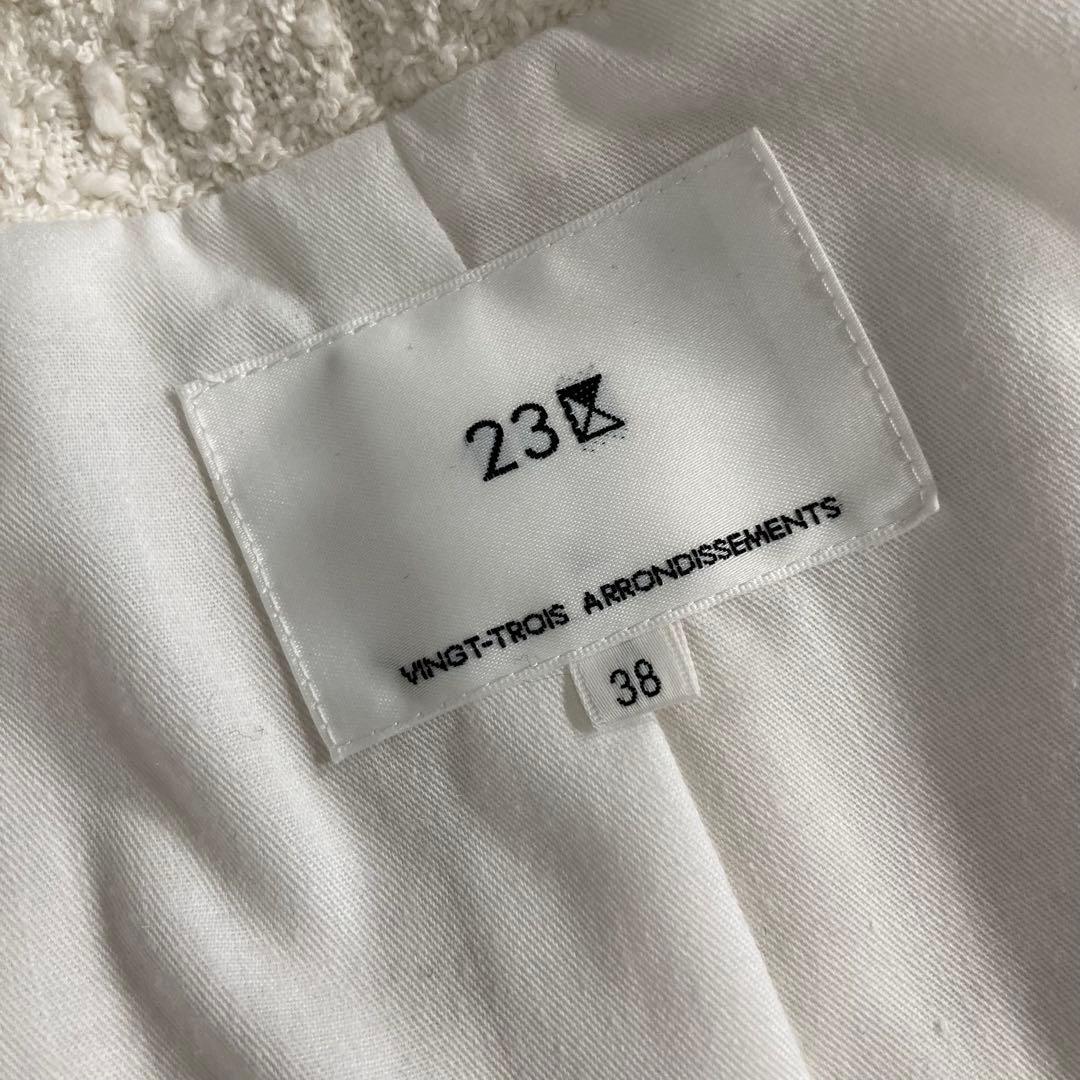 23区
VINGT-TROIS ARRONDISSEMENTS
38